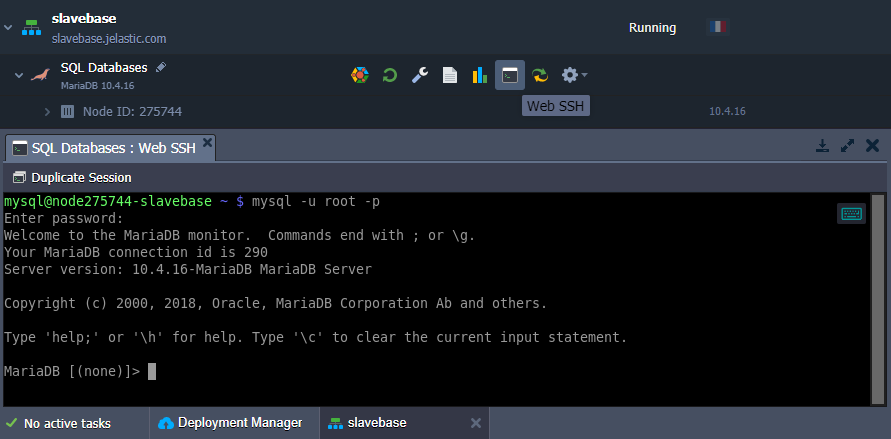 slavebase
slavebase.jelastic.com
Running
SQL Databases
MariaDB 10.4.16
Web SSH
Node ID: 275744
10.4.16
SQL Databases : Web SSH
Duplicate Session
mysql@node275744-slavebase ~ $ mysql -u root -p
Enter password:
Welcome to the MariaDB monitor.  Commands end with ; or \g.
Your MariaDB connection id is 290
Server version: 10.4.16-MariaDB MariaDB Server
Copyright (c) 2000, 2018, Oracle, MariaDB Corporation Ab and others.
Type 'help;' or '\h' for help. Type '\c' to clear the current input statement.
MariaDB [(none)]>
No active tasks
Deployment Manager
slavebase